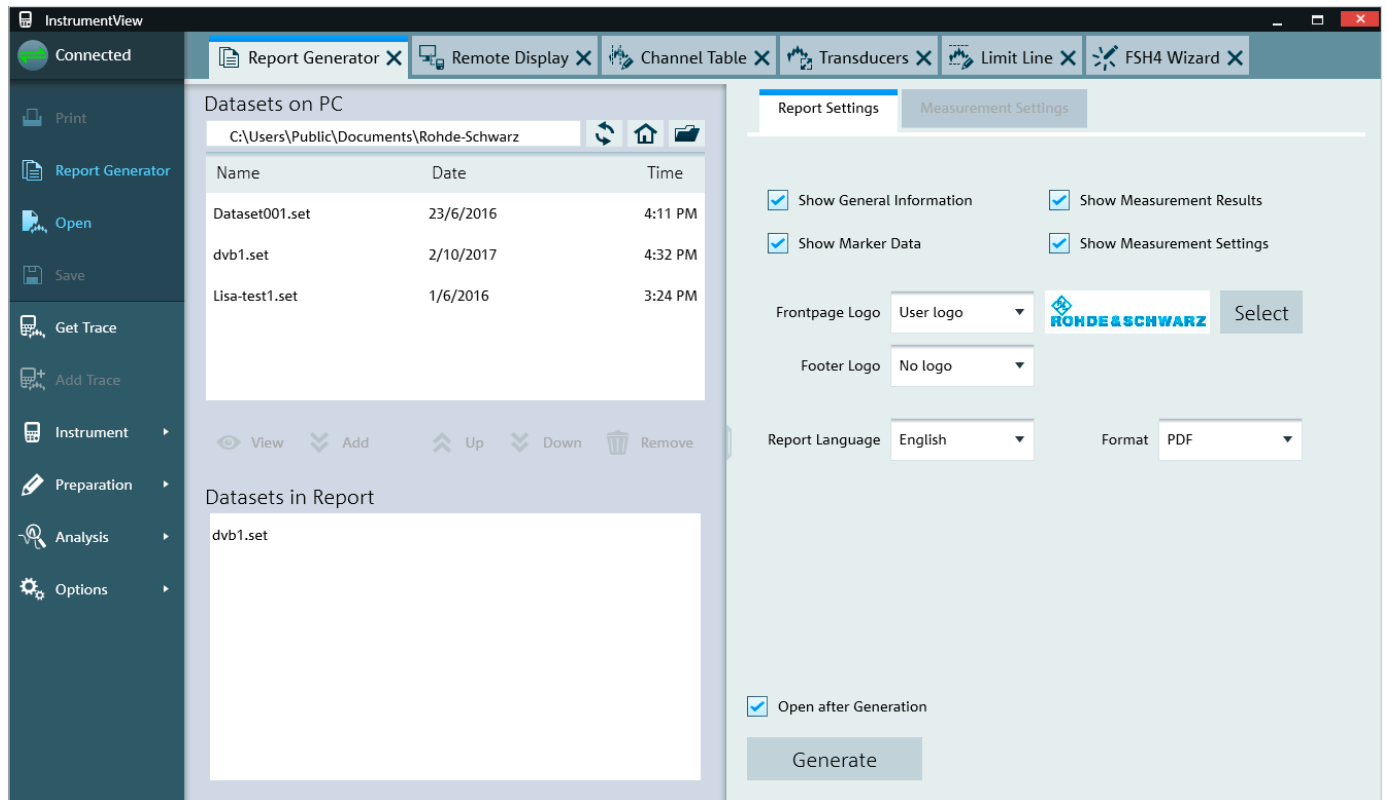 InstrumentView
Connected
Report Generator
Remote Display
Channel Table
Transducers
Limit Line
FSH4 Wizard
Print
Report Generator
Open
Save
Get Trace
Add Trace
Instrument
Preparation
Analysis
Options
Datasets on PC
C:\Users\Public\Documents\Rohde-Schwarz
Name Date Time
Dataset001.set 23/6/2016 4:11 PM
dvb1.set 2/10/2017 4:32 PM
Lisa-test1.set 1/6/2016 3:24 PM
View Add Up Down Remove
Datasets in Report
dvb1.set
Report Settings Measurement Settings
Show General Information Show Measurement Results
Show Marker Data Show Measurement Settings
Frontpage Logo User logo ROHDE&SCHWARZ Select
Footer Logo No logo
Report Language English Format PDF
Open after Generation
Generate